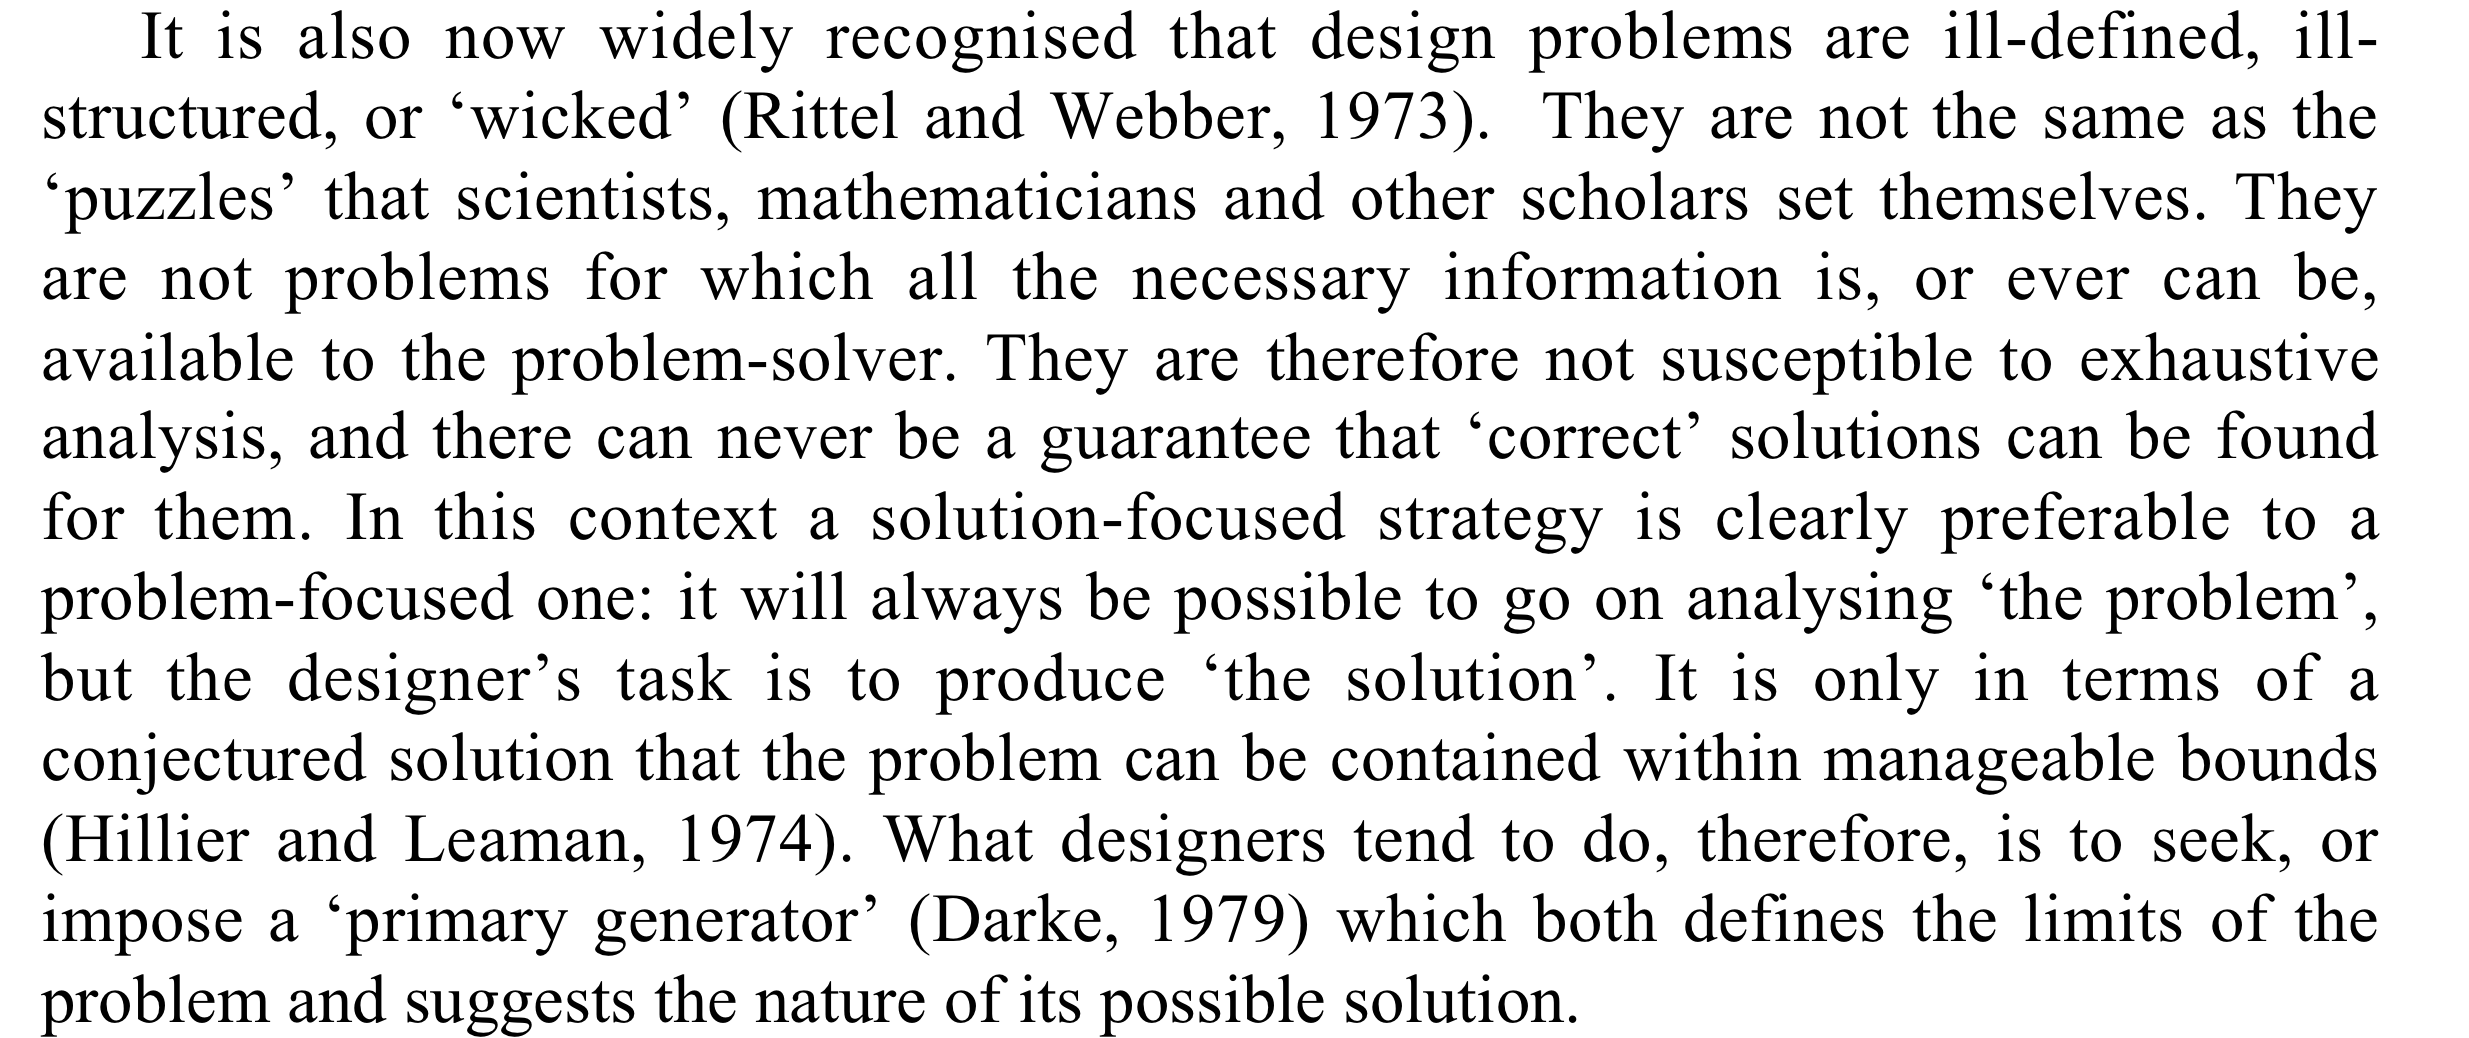 It is also now widely recognised that design problems are ill-defined, ill-
structured, or ‘wicked’ (Rittel and Webber, 1973).  They are not the same as the
‘puzzles’ that scientists, mathematicians and other scholars set themselves. They
are not problems for which all the necessary information is, or ever can be,
available to the problem-solver. They are therefore not susceptible to exhaustive
analysis, and there can never be a guarantee that ‘correct’ solutions can be found
for them. In this context a solution-focused strategy is clearly preferable to a
problem-focused one: it will always be possible to go on analysing ‘the problem’,
but the designer’s task is to produce ‘the solution’. It is only in terms of a
conjectured solution that the problem can be contained within manageable bounds
(Hillier and Leaman, 1974). What designers tend to do, therefore, is to seek, or
impose a ‘primary generator’ (Darke, 1979) which both defines the limits of the
problem and suggests the nature of its possible solution.